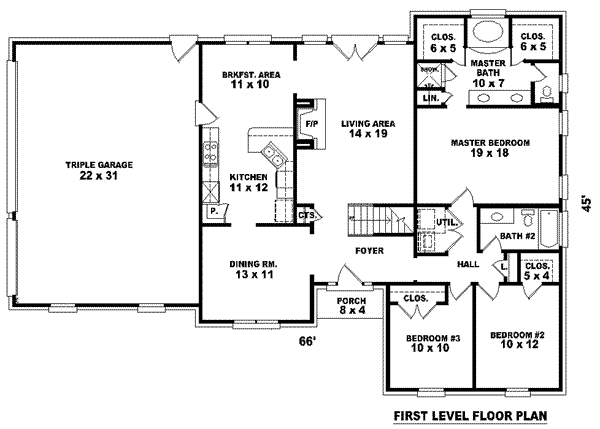 CLOS.
6 x 5
CLOS.
6 x 5
MASTER
BATH
10 x 7
SHOW.
LIN.
BRKFST. AREA
11 x 10
F/P
LIVING AREA
14 x 19
MASTER BEDROOM
19 x 18
TRIPLE GARAGE
22 x 31
KITCHEN
11 x 12
P.
CTS.
UTIL.
BATH #2
45'
FOYER
HALL
L.
CLOS.
5 x 4
DINING RM.
13 x 11
PORCH
8 x 4
CLOS.
66'
BEDROOM #3
10 x 10
BEDROOM #2
10 x 12
FIRST LEVEL FLOOR PLAN